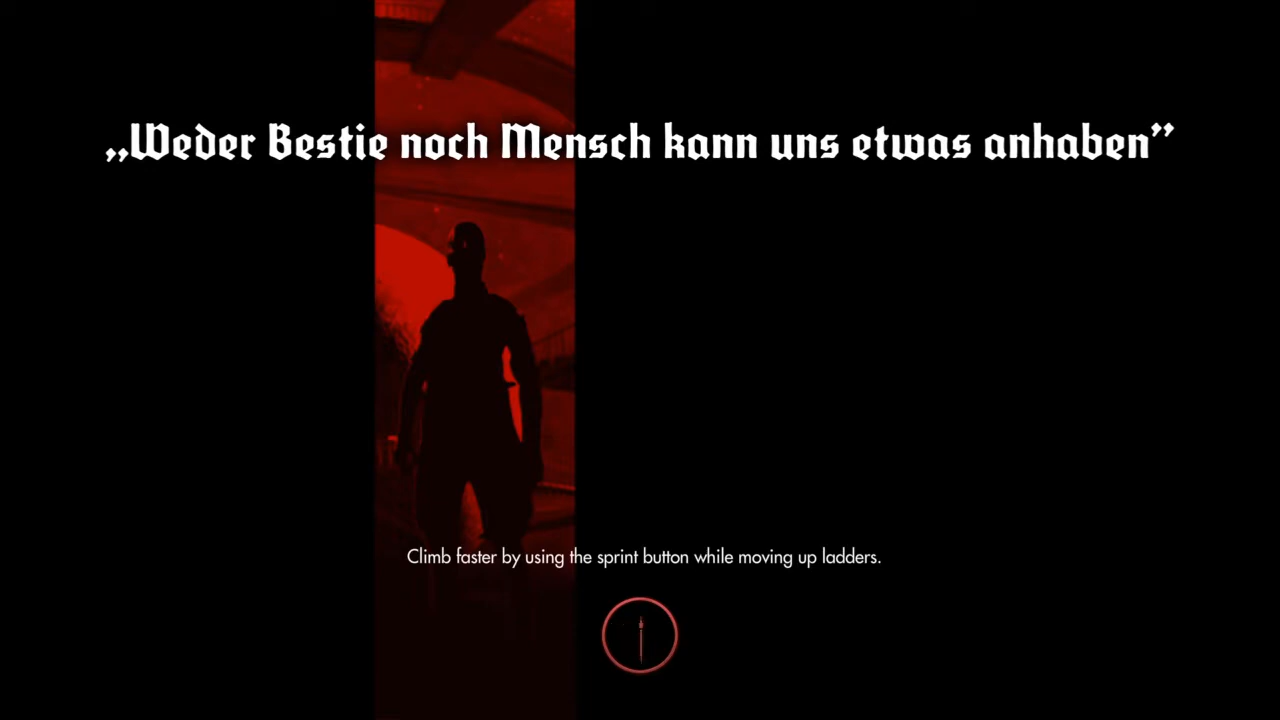 „Weder Bestie noch Mensch kann uns etwas anhaben”
Climb faster by using the sprint button while moving up ladders.